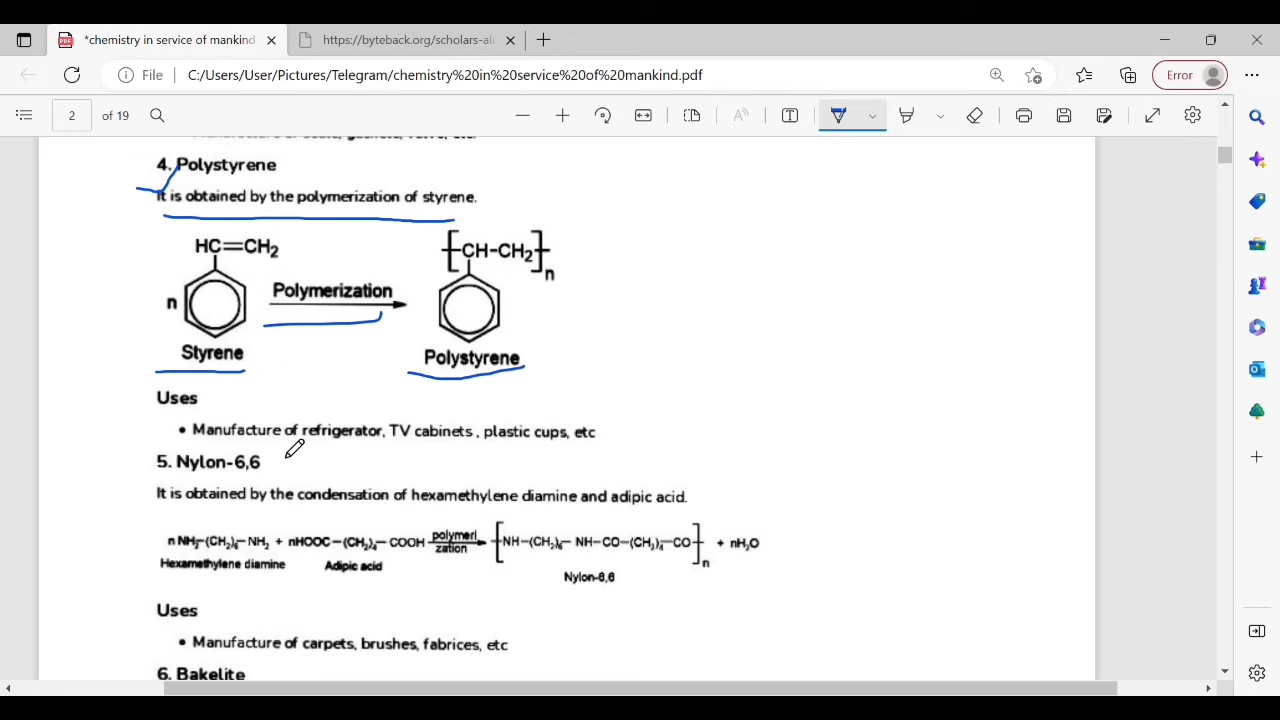 *chemistry in service of mankind
https://byteback.org/scholars-al
File
C:/Users/User/Pictures/Telegram/chemistry%20in%20service%20of%20mankind.pdf
Error
2
of 19
4. Polystyrene
It is obtained by the polymerization of styrene.
HC=CH2
n
Polymerization
[CH-CH2]n
Styrene
Polystyrene
Uses
• Manufacture of refrigerator, TV cabinets , plastic cups, etc
5. Nylon-6,6
It is obtained by the condensation of hexamethylene diamine and adipic acid.
n NH2-(CH2)6- NH2 + nHOOC-(CH2)4- COOH polymeri zation [NH-(CH2)6- NH-CO-(CH2)4-CO]n + nH2O
Hexamethylene diamine
Adipic acid
Nylon-6,6
Uses
• Manufacture of carpets, brushes, fabrices, etc
6. Bakelite